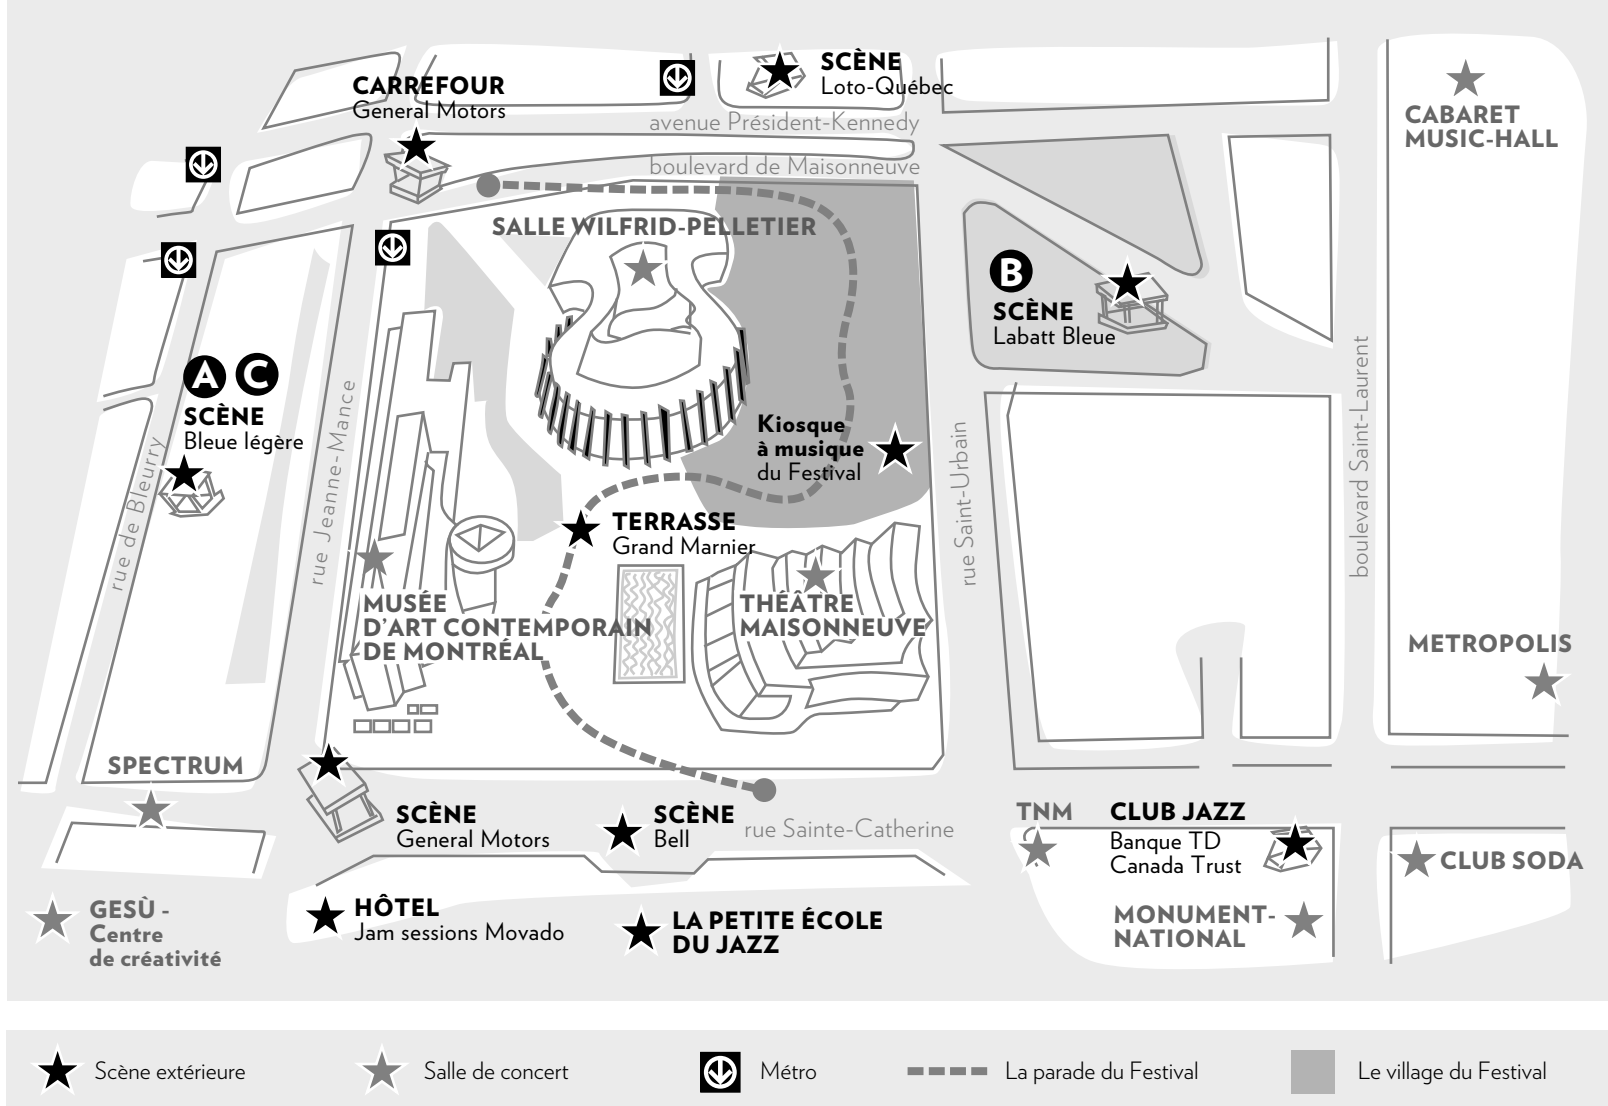 CARREFOUR
General Motors
SCÈNE
Loto-Québec
CABARET
MUSIC-HALL
avenue Président-Kennedy
boulevard de Maisonneuve
SALLE WILFRID-PELLETIER
B
SCÈNE
Labatt Bleue
A C
SCÈNE
Bleue légère
Kiosque
à musique
du Festival
rue de Bleurry
rue Jeanne-Mance
rue Saint-Urbain
boulevard Saint-Laurent
TERRASSE
Grand Marnier
MUSÉE
D'ART CONTEMPORAIN
DE MONTRÉAL
THÉÂTRE
MAISONNEUVE
METROPOLIS
SPECTRUM
SCÈNE
General Motors
SCÈNE
Bell
rue Sainte-Catherine
TNM
CLUB JAZZ
Banque TD
Canada Trust
CLUB SODA
GESÙ -
Centre
de créativité
HÔTEL
Jam sessions Movado
LA PETITE ÉCOLE
DU JAZZ
MONUMENT-
NATIONAL
Scène extérieure
Salle de concert
Métro
La parade du Festival
Le village du Festival